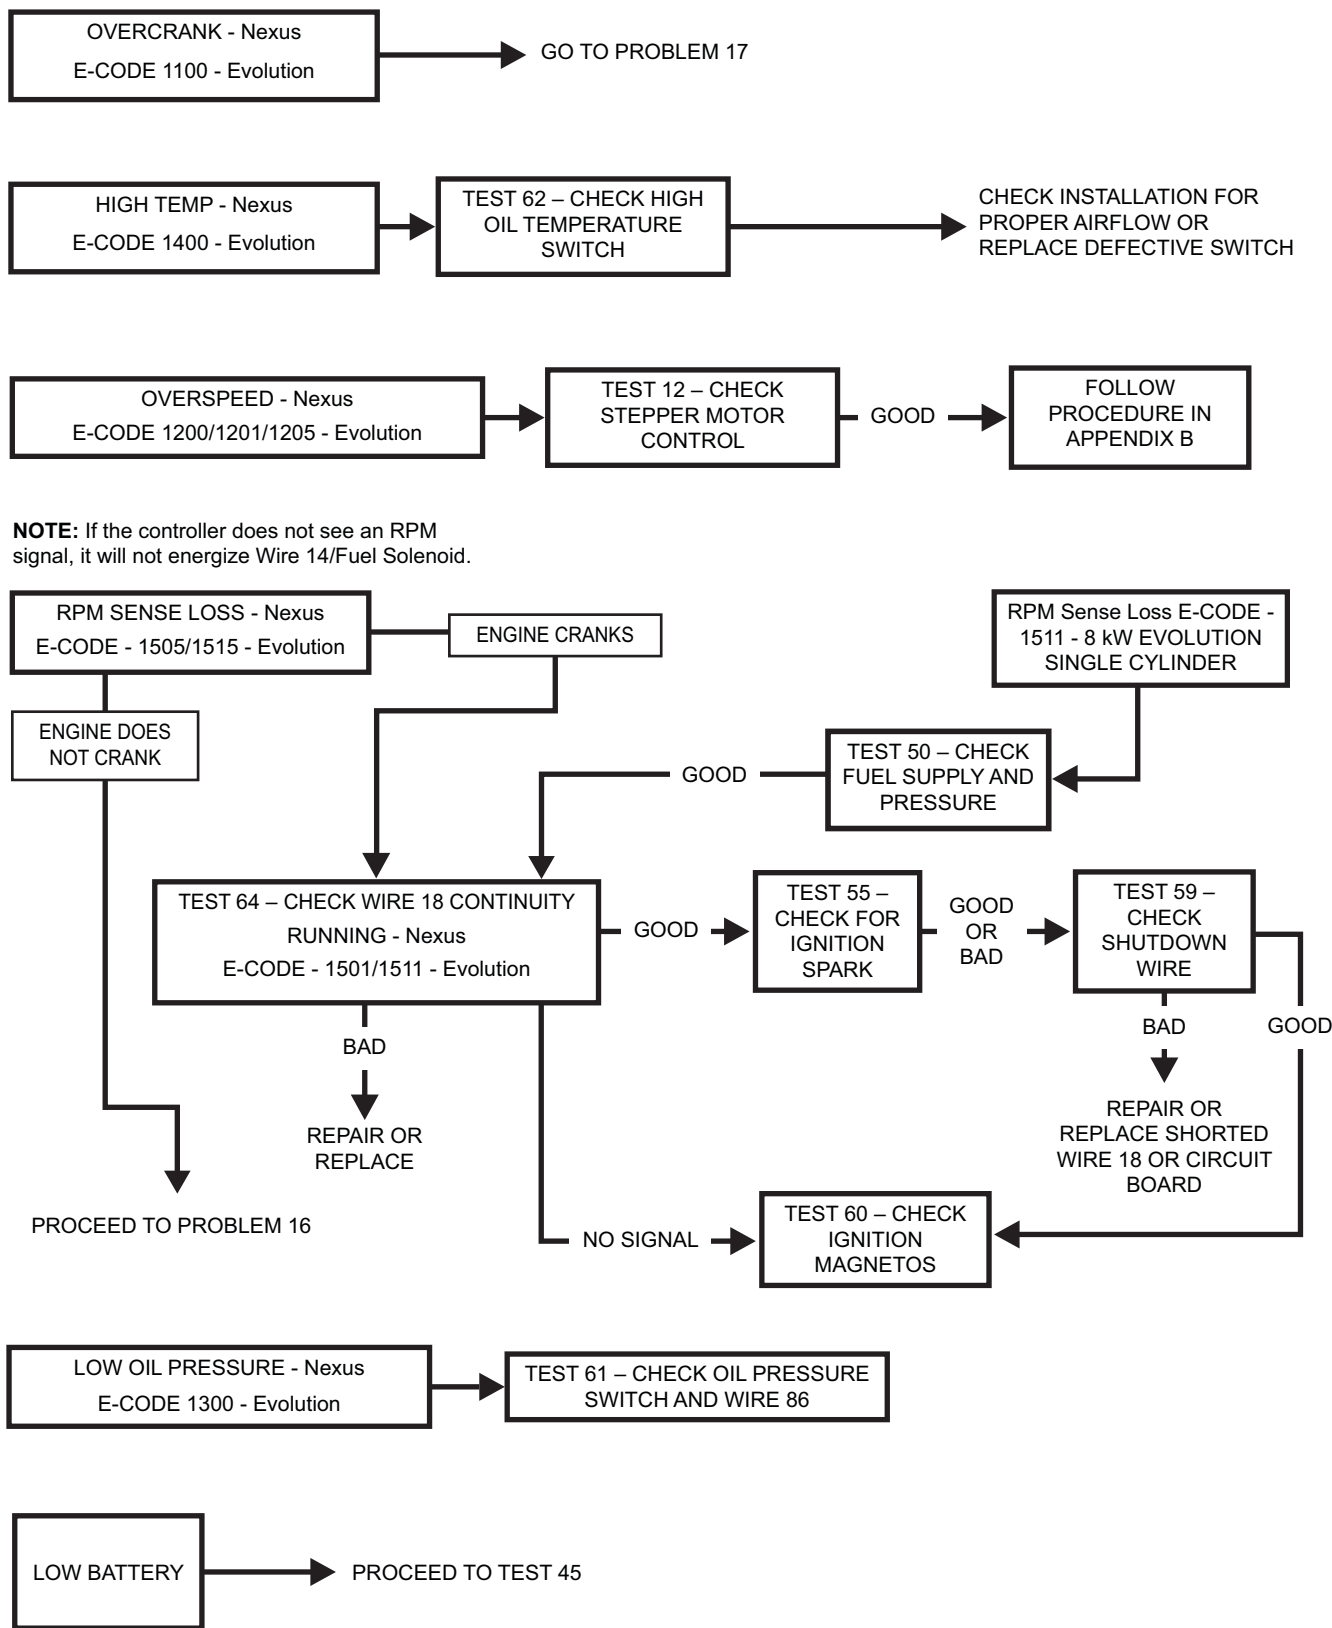 OVERCRANK - Nexus
E-CODE 1100 - Evolution
GO TO PROBLEM 17
HIGH TEMP - Nexus
E-CODE 1400 - Evolution
TEST 62 – CHECK HIGH
OIL TEMPERATURE
SWITCH
CHECK INSTALLATION FOR
PROPER AIRFLOW OR
REPLACE DEFECTIVE SWITCH
OVERSPEED - Nexus
E-CODE 1200/1201/1205 - Evolution
TEST 12 – CHECK
STEPPER MOTOR
CONTROL
GOOD
FOLLOW
PROCEDURE IN
APPENDIX B
NOTE: If the controller does not see an RPM
signal, it will not energize Wire 14/Fuel Solenoid.
RPM SENSE LOSS - Nexus
E-CODE - 1505/1515 - Evolution
ENGINE CRANKS
RPM Sense Loss E-CODE -
1511 - 8 kW EVOLUTION
SINGLE CYLINDER
ENGINE DOES
NOT CRANK
TEST 50 – CHECK
FUEL SUPPLY AND
PRESSURE
GOOD
TEST 64 – CHECK WIRE 18 CONTINUITY
RUNNING - Nexus
E-CODE - 1501/1511 - Evolution
GOOD
TEST 55 –
CHECK FOR
IGNITION
SPARK
GOOD
OR
BAD
TEST 59 –
CHECK
SHUTDOWN
WIRE
BAD
GOOD
BAD
REPAIR OR
REPLACE
REPAIR OR
REPLACE SHORTED
WIRE 18 OR CIRCUIT
BOARD
PROCEED TO PROBLEM 16
NO SIGNAL
TEST 60 – CHECK
IGNITION
MAGNETOS
LOW OIL PRESSURE - Nexus
E-CODE 1300 - Evolution
TEST 61 – CHECK OIL PRESSURE
SWITCH AND WIRE 86
LOW BATTERY
PROCEED TO TEST 45